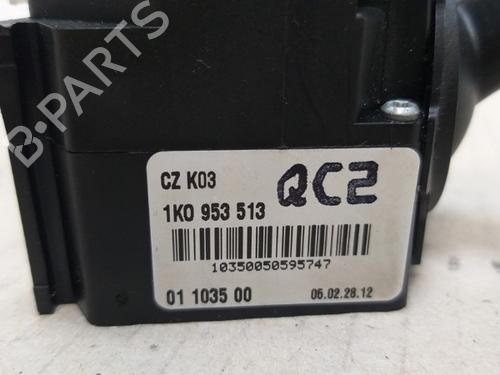 B-PARTS
CZ K03
QC2
1K0 953 513
10350050595747
01 1035 00
06.02.28.12